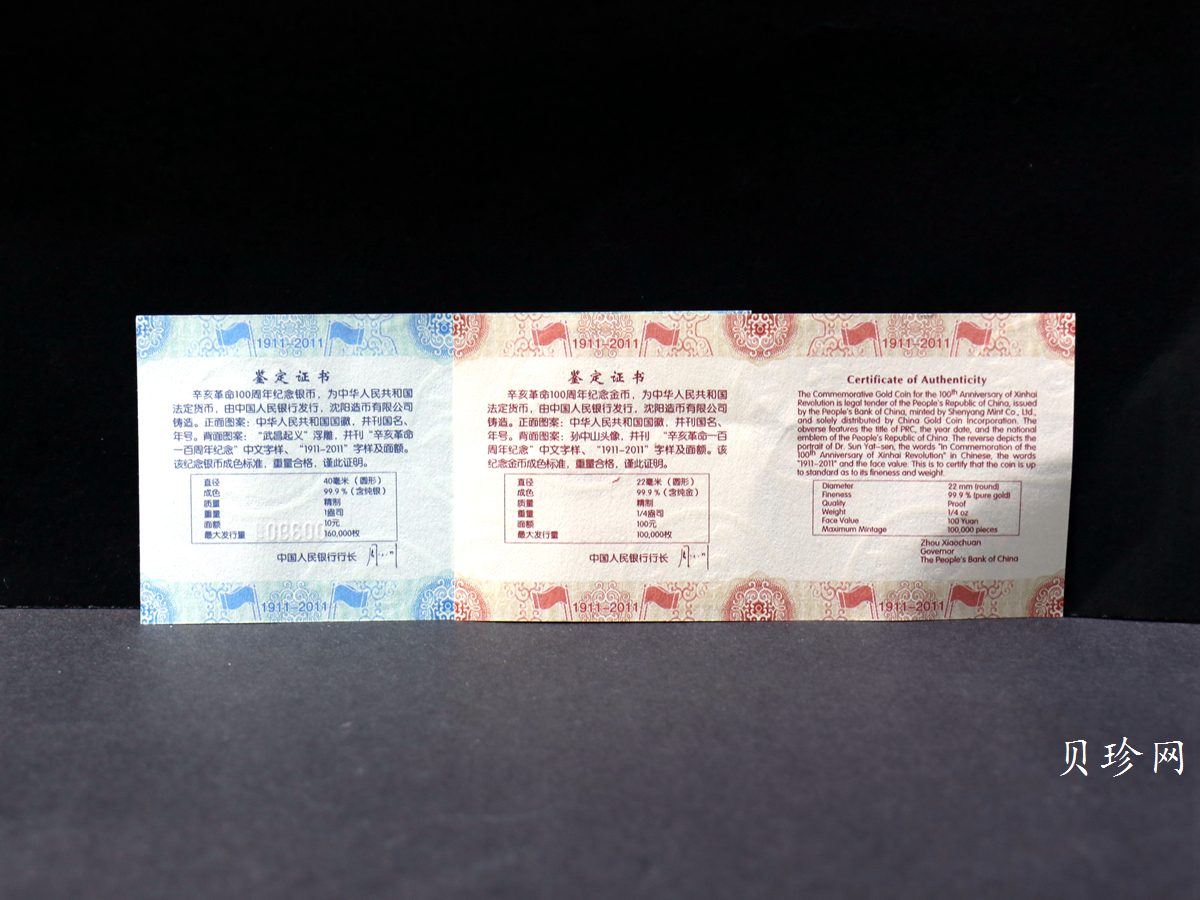 1911-2011
鉴定证书
辛亥革命100周年纪念银币，为中华人民共和国
法定货币，由中国人民银行发行，沈阳造币有限公司
铸造。正面图案：中华人民共和国国徽，并刊国名、
年号。背面图案：“武昌起义”浮雕，并刊“辛亥革命
一百周年纪念”中文字样、“1911-2011”字样及面额。
该纪念银币成色标准，重量合格，谨此证明。
直径 40毫米（圆形）
成色 99.9%（含纯银）
质量 精制
重量 1盎司
面额 10元
最大发行量 160,000枚
中国人民银行行长
1911-2011
1911-2011
鉴定证书
辛亥革命100周年纪念金币，为中华人民共和国
法定货币，由中国人民银行发行，沈阳造币有限公司
铸造。正面图案：中华人民共和国国徽，并刊国名、
年号。背面图案：孙中山头像，并刊 “辛亥革命一百
周年纪念”中文字样、“1911-2011”字样及面额。该
纪念金币成色标准，重量合格，谨此证明。
直径 22毫米（圆形）
成色 99.9%（含纯金）
质量 精制
重量 1/4盎司
面额 100元
最大发行量 100,000枚
中国人民银行行长
1911-2011
1911-2011
Certificate of Authenticity
The Commemorative Gold Coin for the 100th Anniversary of Xinhai
Revolution is legal tender of the People's Republic of China, issued
by the People's Bank of China, minted by Shenyang Mint Co., Ltd.,
and solely distributed by China Gold Coin Incorporation. The
obverse features the title of PRC, the year date, and the national
emblem of the People's Republic of China. The reverse depicts the
portrait of Dr. Sun Yat-sen, the words "In Commemoration of the
100th Anniversary of Xinhai Revolution" in Chinese, the words
"1911-2011" and the face value. This is to certify that the coin is up
to standard as to its fineness and weight.
Diameter 22 mm (round)
Fineness 99.9 % (pure gold)
Quality Proof
Weight 1/4 oz
Face Value 100 Yuan
Maximum Mintage 100,000 pieces
Zhou Xiaochuan
Governor
The People's Bank of China
1911-2011
贝珍网